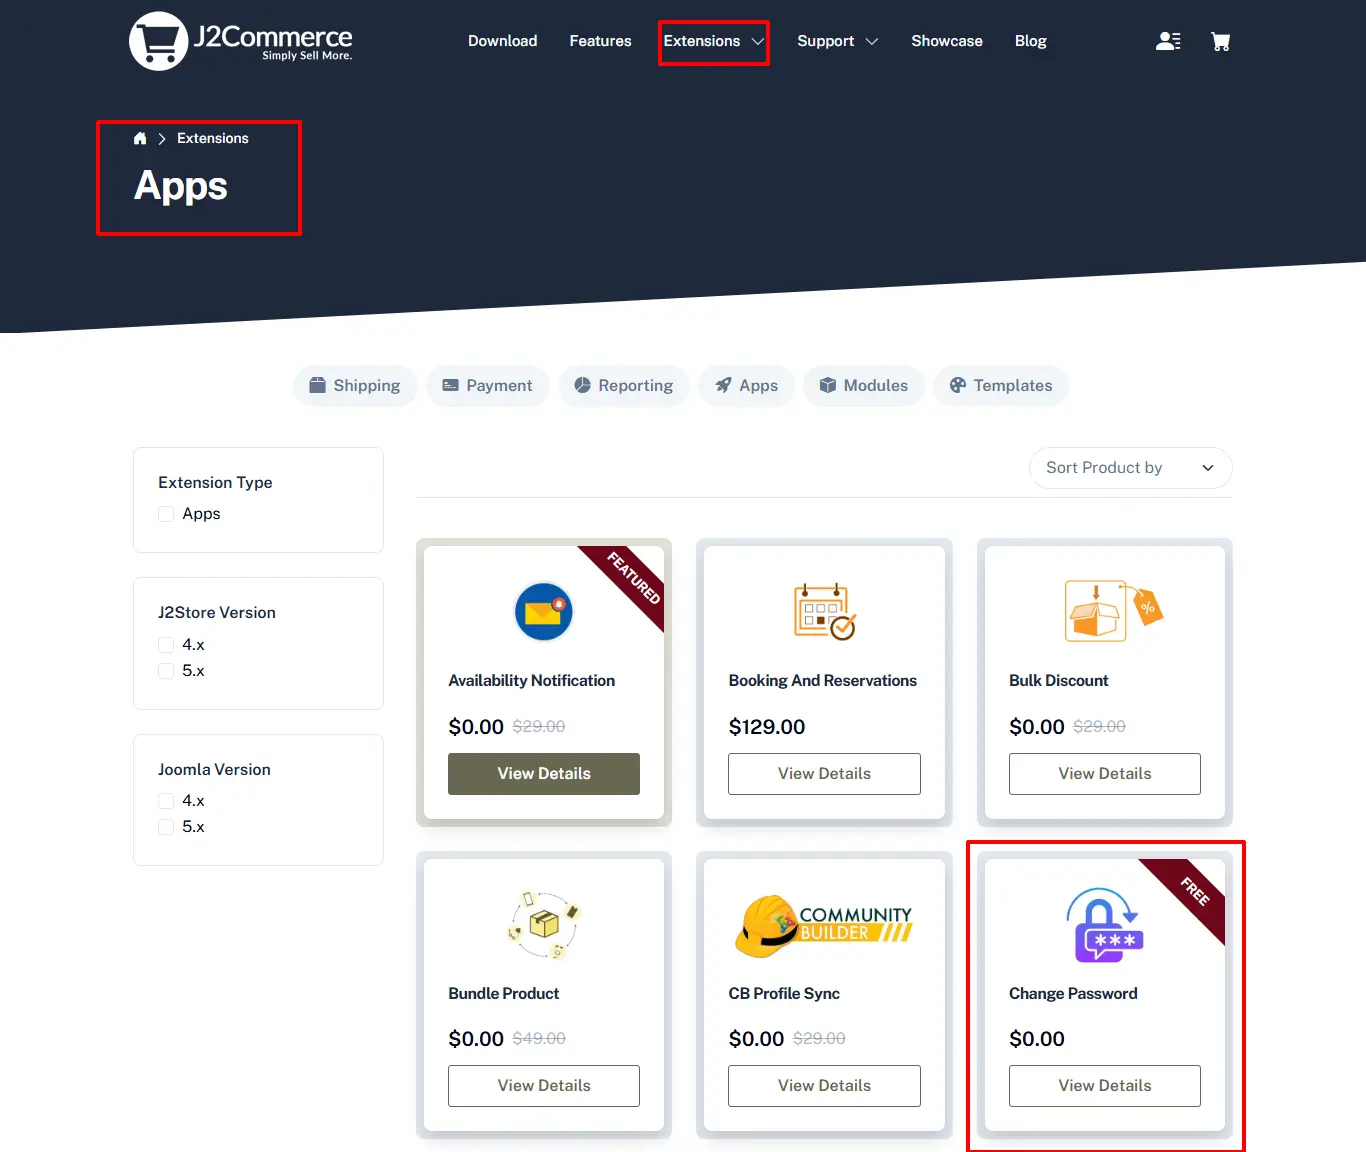 J2Commerce
Simply Sell More.
Download Features Extensions Support Showcase Blog
Extensions
Apps
Shipping Payment Reporting Apps Modules Templates
Sort Product by
Extension Type
Apps
J2Store Version
4.x
5.x
Joomla Version
4.x
5.x
FEATURED
Availability Notification
$0.00 $29.00
View Details
Booking And Reservations
$129.00
View Details
%
Bulk Discount
$0.00 $29.00
View Details
Bundle Product
$0.00 $49.00
View Details
COMMUNITY
BUILDER
CB Profile Sync
$0.00 $29.00
View Details
FREE
***
Change Password
$0.00
View Details